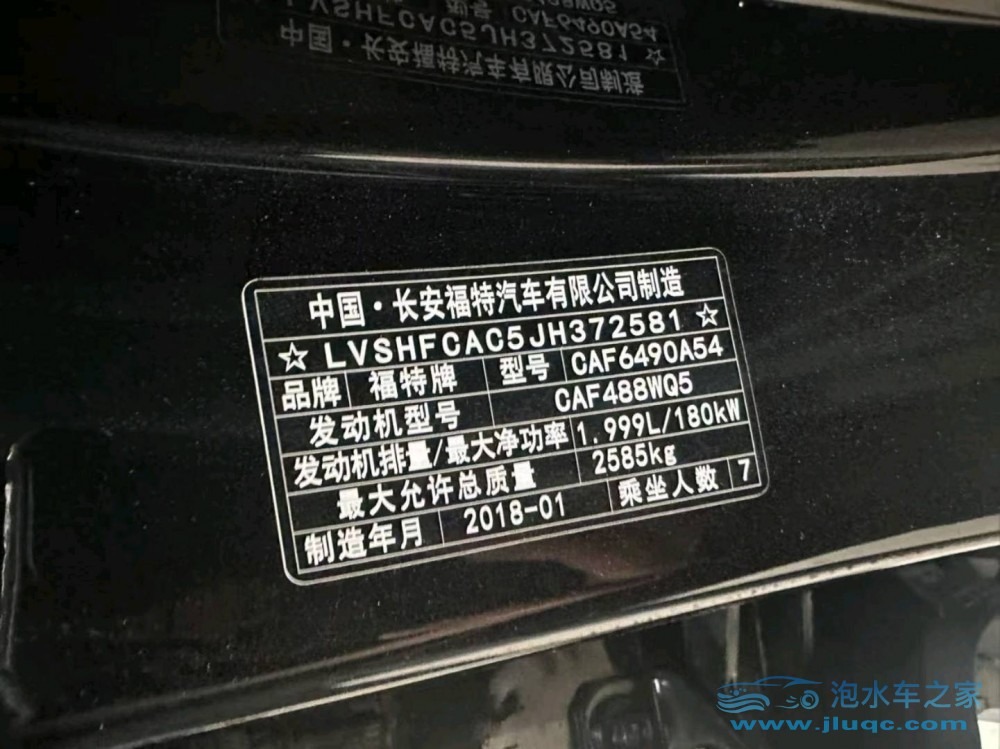 中国·长安福特汽车有限公司制造
☆ LVSHFCAC5JH372581 ☆
品牌 福特牌 型号 CAF6490A54
发动机型号 CAF488WQ5
发动机排量/最大净功率 1.999L/180kW
最大允许总质量 2585kg
制造年月 2018-01 乘坐人数 7
泡水车之家
www.jluqc.com